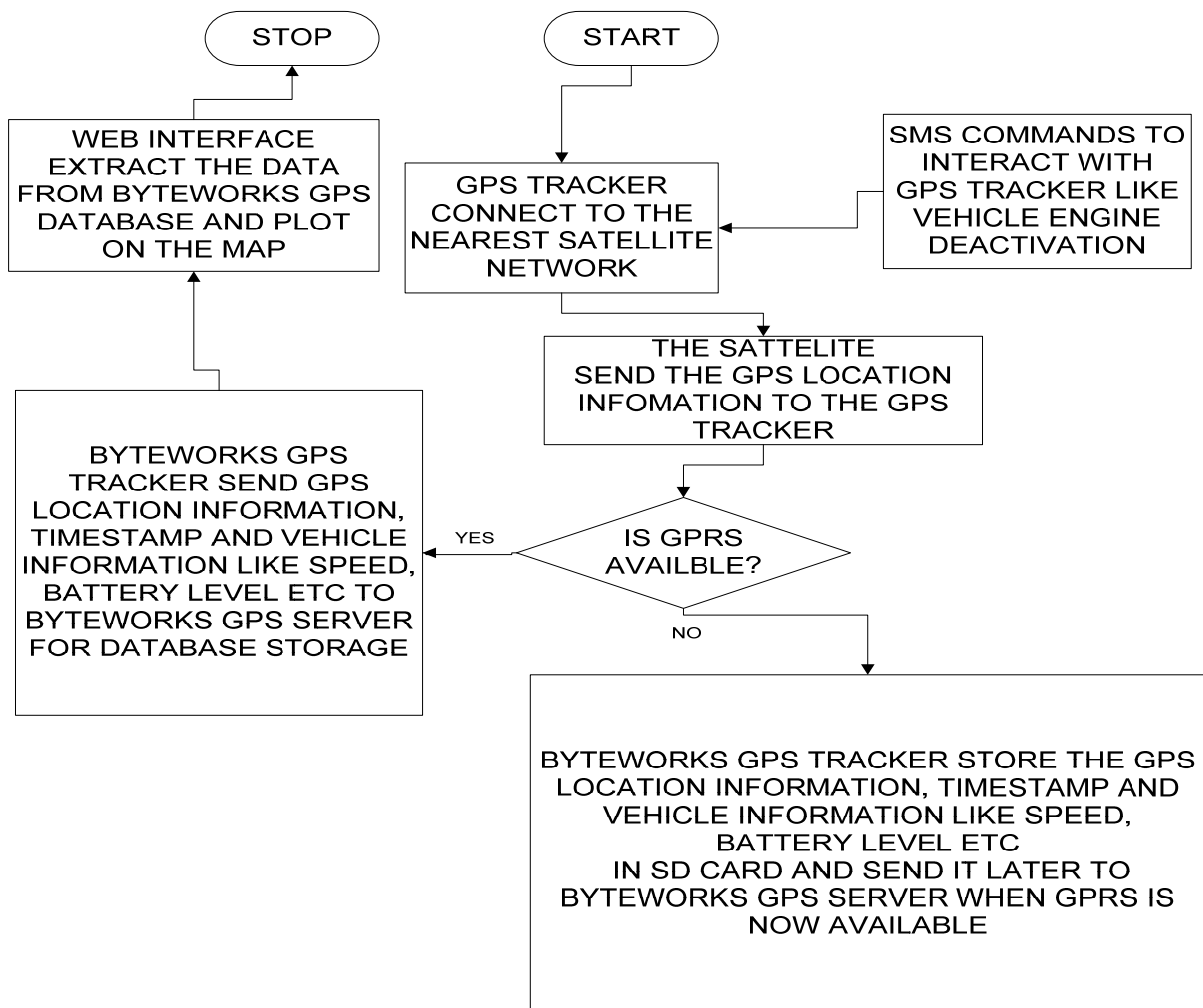 STOP
START
WEB INTERFACE
EXTRACT THE DATA
FROM BYTEWORKS GPS
DATABASE AND PLOT
ON THE MAP
GPS TRACKER
CONNECT TO THE
NEAREST SATELLITE
NETWORK
SMS COMMANDS TO
INTERACT WITH
GPS TRACKER LIKE
VEHICLE ENGINE
DEACTIVATION
THE SATTELITE
SEND THE GPS LOCATION
INFOMATION TO THE GPS
TRACKER
BYTEWORKS GPS
TRACKER SEND GPS
LOCATION INFORMATION,
TIMESTAMP AND VEHICLE
INFORMATION LIKE SPEED,
BATTERY LEVEL ETC TO
BYTEWORKS GPS SERVER
FOR DATABASE STORAGE
YES
IS GPRS
AVAILBLE?
NO
BYTEWORKS GPS TRACKER STORE THE GPS
LOCATION INFORMATION, TIMESTAMP AND
VEHICLE INFORMATION LIKE SPEED,
BATTERY LEVEL ETC
IN SD CARD AND SEND IT LATER TO
BYTEWORKS GPS SERVER WHEN GPRS IS
NOW AVAILABLE